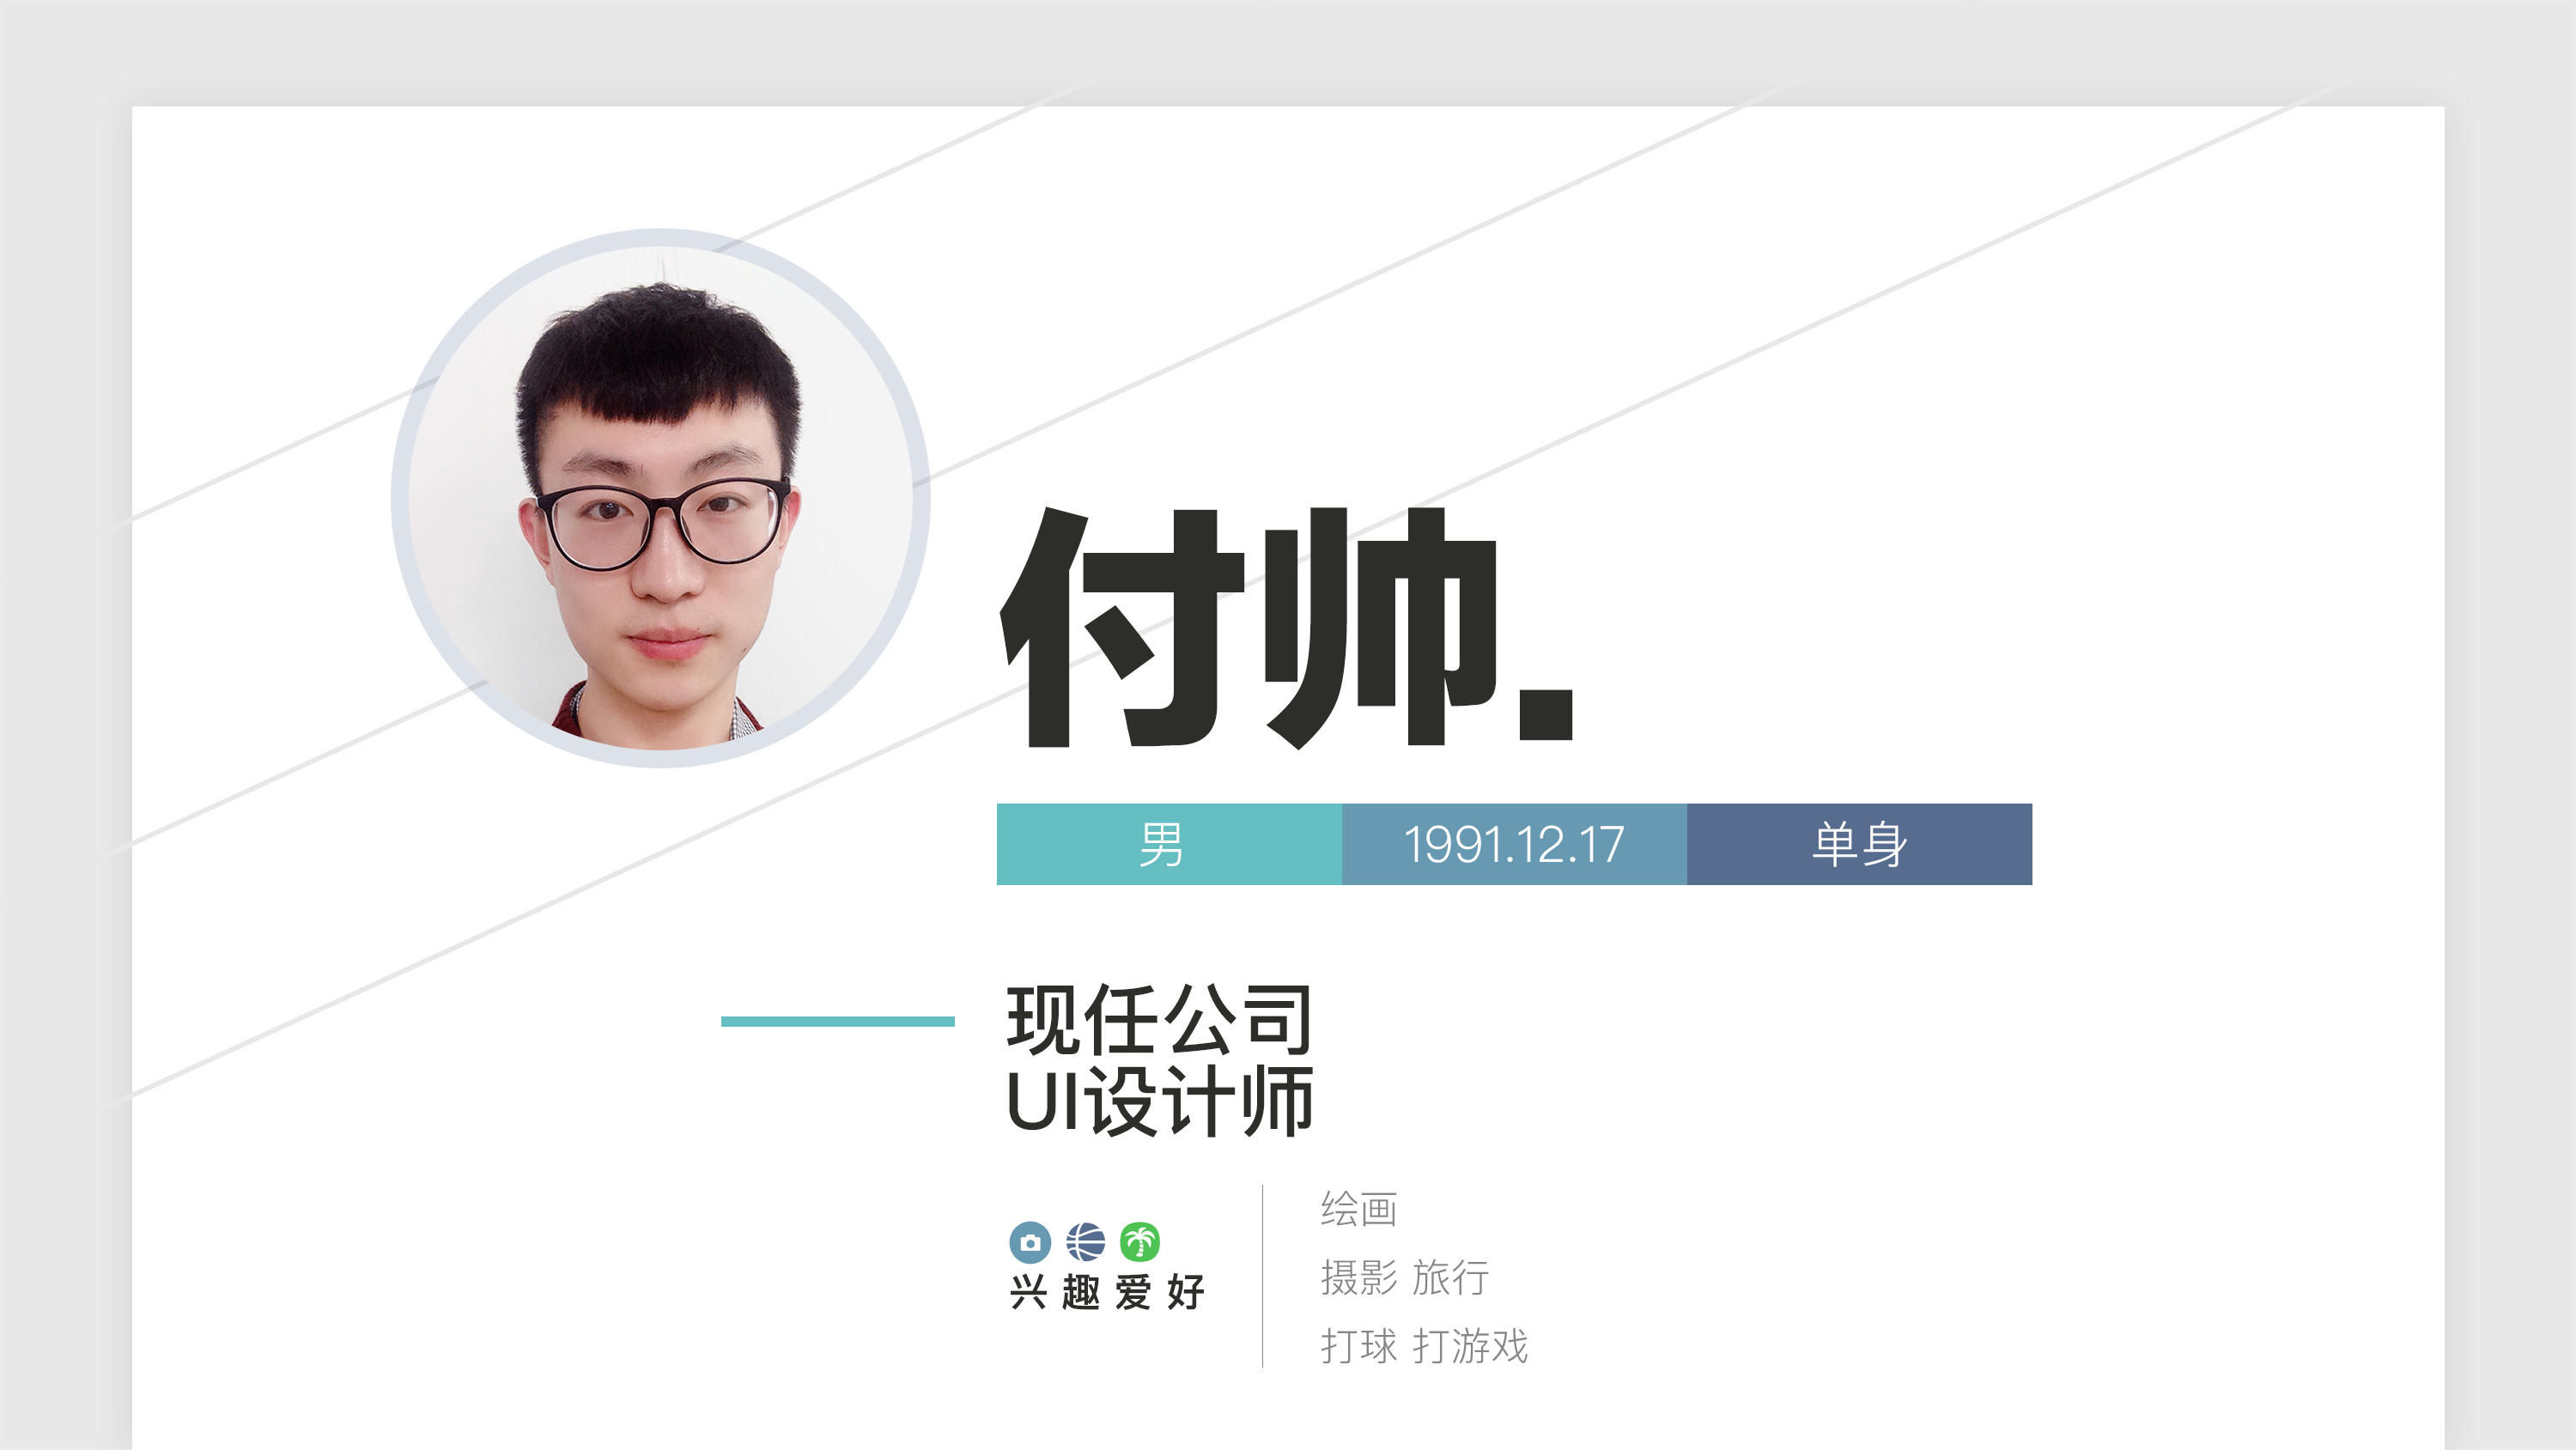 付帅.
男 1991.12.17 单身
现任公司
UI设计师
兴趣爱好
绘画
摄影 旅行
打球 打游戏